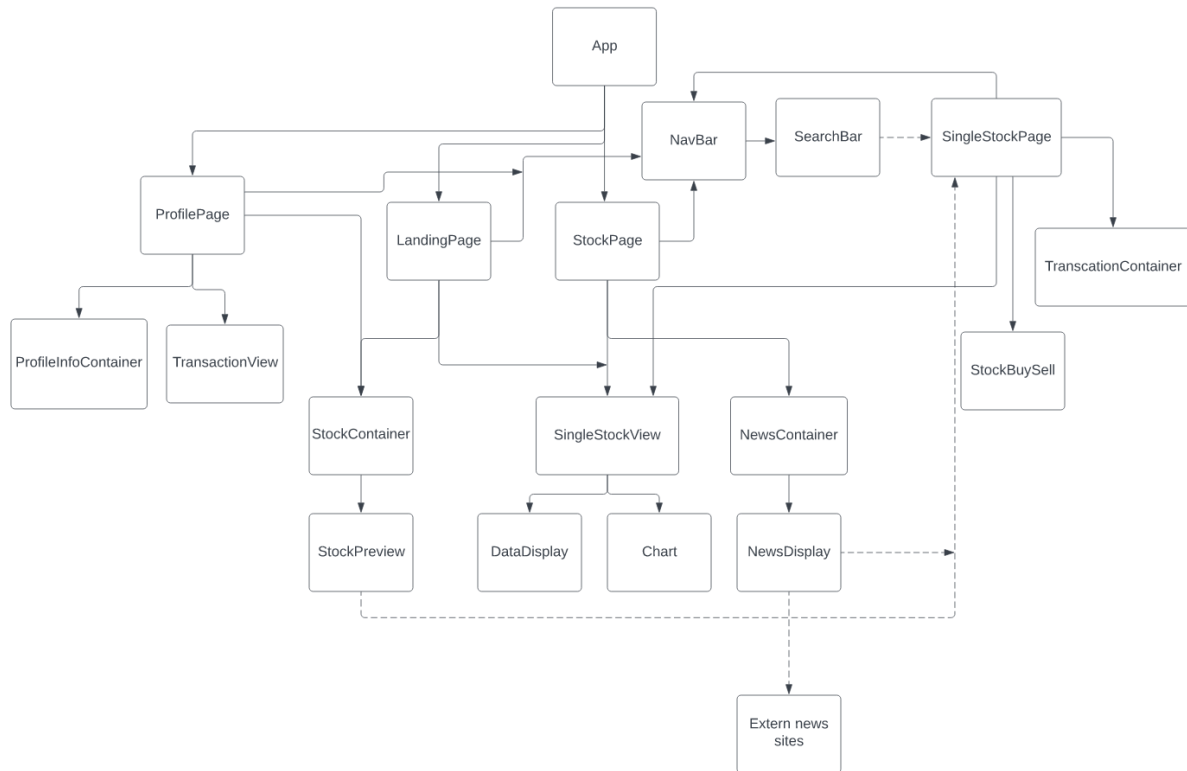 App
NavBar
SearchBar
SingleStockPage
ProfilePage
LandingPage
StockPage
TranscationContainer
ProfileInfoContainer
TransactionView
StockBuySell
StockContainer
SingleStockView
NewsContainer
StockPreview
DataDisplay
Chart
NewsDisplay
Extern news
sites